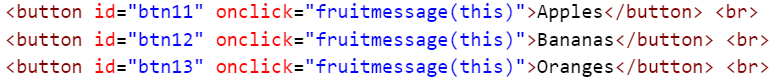 <button id="btn11" onclick="fruitmessage(this)">Apples</button> <br>
<button id="btn12" onclick="fruitmessage(this)">Bananas</button> <br>
<button id="btn13" onclick="fruitmessage(this)">Oranges</button> <br>